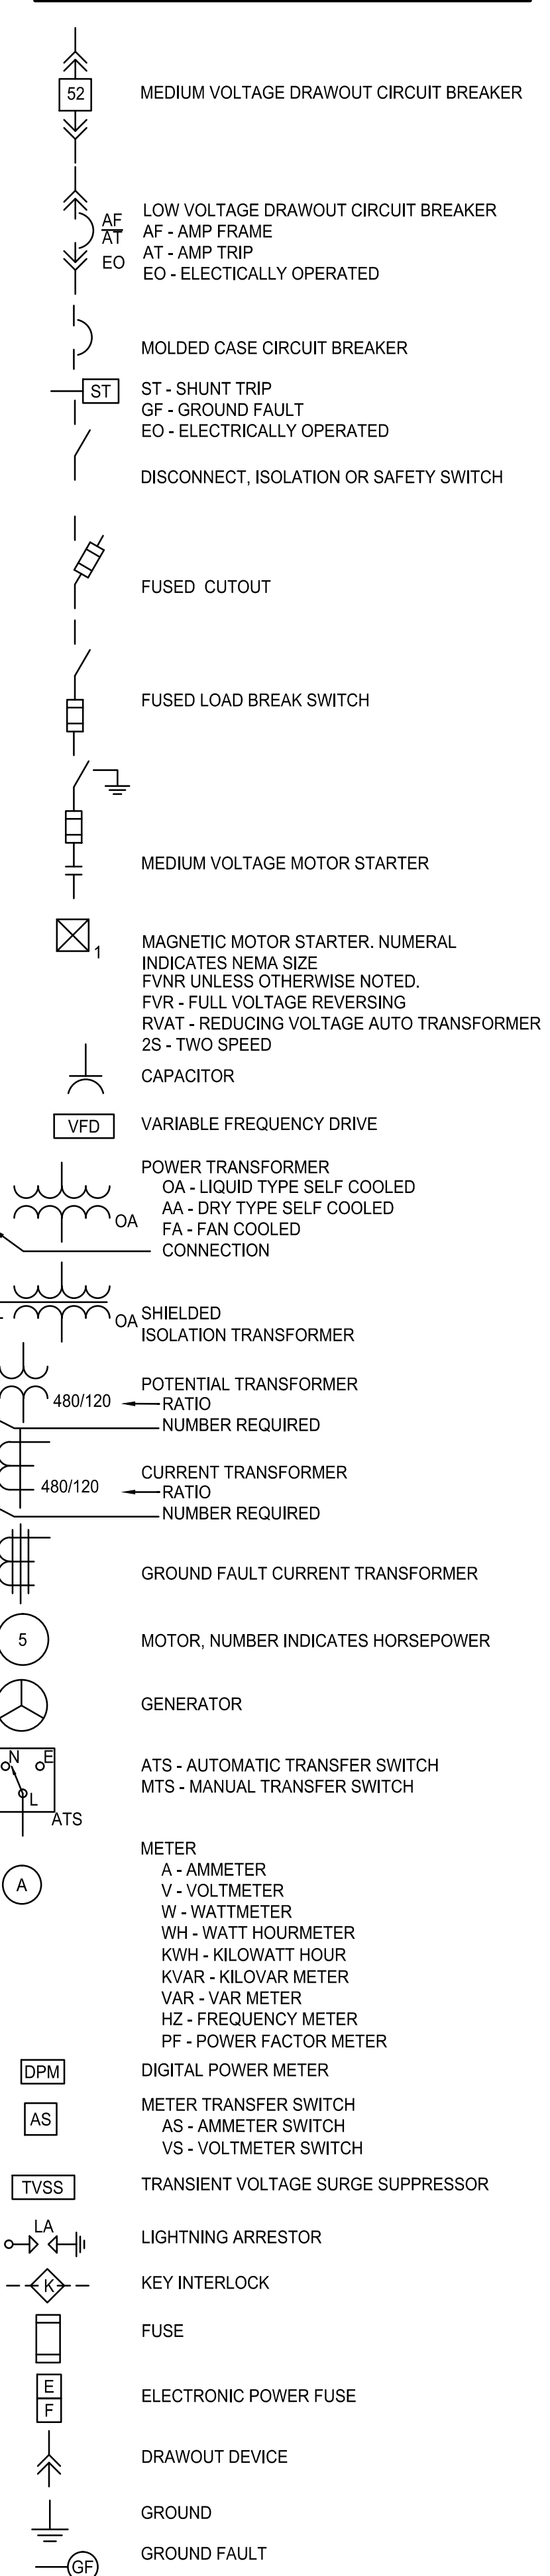 52
MEDIUM VOLTAGE DRAWOUT CIRCUIT BREAKER
AF
AT
EO
LOW VOLTAGE DRAWOUT CIRCUIT BREAKER
AF - AMP FRAME
AT - AMP TRIP
EO - ELECTICALLY OPERATED
MOLDED CASE CIRCUIT BREAKER
ST
ST - SHUNT TRIP
GF - GROUND FAULT
EO - ELECTRICALLY OPERATED
DISCONNECT, ISOLATION OR SAFETY SWITCH
FUSED CUTOUT
FUSED LOAD BREAK SWITCH
MEDIUM VOLTAGE MOTOR STARTER
1
MAGNETIC MOTOR STARTER. NUMERAL
INDICATES NEMA SIZE
FVNR UNLESS OTHERWISE NOTED.
FVR - FULL VOLTAGE REVERSING
RVAT - REDUCING VOLTAGE AUTO TRANSFORMER
2S - TWO SPEED
CAPACITOR
VFD
VARIABLE FREQUENCY DRIVE
POWER TRANSFORMER
OA - LIQUID TYPE SELF COOLED
AA - DRY TYPE SELF COOLED
OA
FA - FAN COOLED
CONNECTION
OA
SHIELDED
ISOLATION TRANSFORMER
POTENTIAL TRANSFORMER
480/120
RATIO
NUMBER REQUIRED
CURRENT TRANSFORMER
480/120
RATIO
NUMBER REQUIRED
GROUND FAULT CURRENT TRANSFORMER
5
MOTOR, NUMBER INDICATES HORSEPOWER
GENERATOR
N E
L
ATS
ATS - AUTOMATIC TRANSFER SWITCH
MTS - MANUAL TRANSFER SWITCH
METER
A
A - AMMETER
V - VOLTMETER
W - WATTMETER
WH - WATT HOURMETER
KWH - KILOWATT HOUR
KVAR - KILOVAR METER
VAR - VAR METER
HZ - FREQUENCY METER
PF - POWER FACTOR METER
DPM
DIGITAL POWER METER
AS
METER TRANSFER SWITCH
AS - AMMETER SWITCH
VS - VOLTMETER SWITCH
TVSS
TRANSIENT VOLTAGE SURGE SUPPRESSOR
LA
LIGHTNING ARRESTOR
K
KEY INTERLOCK
FUSE
E
F
ELECTRONIC POWER FUSE
DRAWOUT DEVICE
GROUND
GF
GROUND FAULT